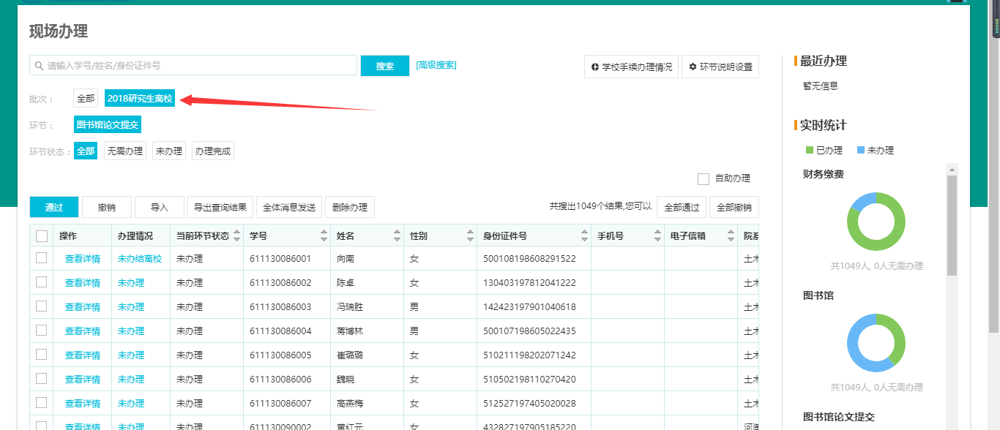 现场办理
请输入学号/姓名/身份证件号
搜索
[高级搜索]
学校手续办理情况
环节说明设置
批次：
全部
2018研究生离校
环节：
图书馆论文提交
环节状态：
全部
无需办理
未办理
办理完成
自助办理
通过
撤销
导入
导出查询结果
全体消息发送
删除办理
共搜出1049个结果,您可以
全部通过
全部撤销
操作 办理情况 当前环节状态 学号 姓名 性别 身份证件号 手机号 电子信箱 院系
查看详情 未办结离校 未办理 611130086001 向南 女 500108198608291522 土木
查看详情 未办理 未办理 611130086002 陈卓 女 130403197812041222 土木
查看详情 未办理 未办理 611130086003 冯瑞胜 男 142423197901040618 土木
查看详情 未办理 未办理 611130086004 蒋博林 男 500107198605022435 土木
查看详情 未办理 未办理 611130086005 崔璐璐 女 510211198202071242 土木
查看详情 未办理 未办理 611130086006 魏晓 女 510502198110270420 土木
查看详情 未办理 未办理 611130086007 高燕梅 女 512527197405020028 土木
查看详情 未办理 未办理 611130090002 黄红元 女 432827197905185220 河海
最近办理
暂无信息
实时统计
已办理
未办理
财务缴费
共1049人, 0人无需办理
图书馆
共1049人, 0人无需办理
图书馆论文提交